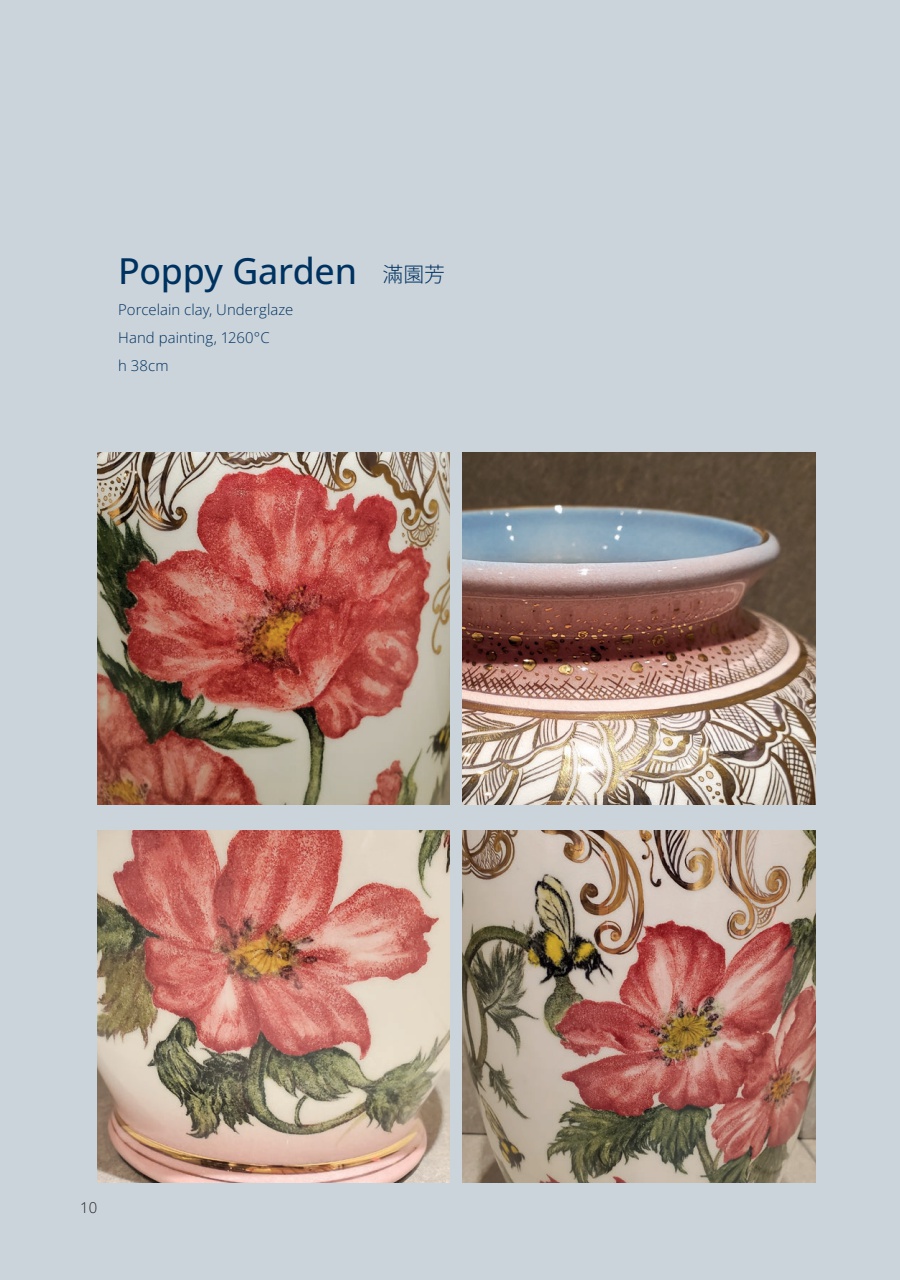 Poppy Garden 滿園芳
Porcelain clay, Underglaze
Hand painting, 1260°C
h 38cm
10